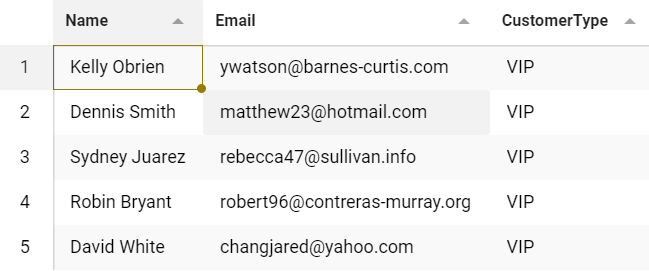 Name Email CustomerType
1 Kelly Obrien ywatson@barnes-curtis.com VIP
2 Dennis Smith matthew23@hotmail.com VIP
3 Sydney Juarez rebecca47@sullivan.info VIP
4 Robin Bryant robert96@contreras-murray.org VIP
5 David White changjared@yahoo.com VIP